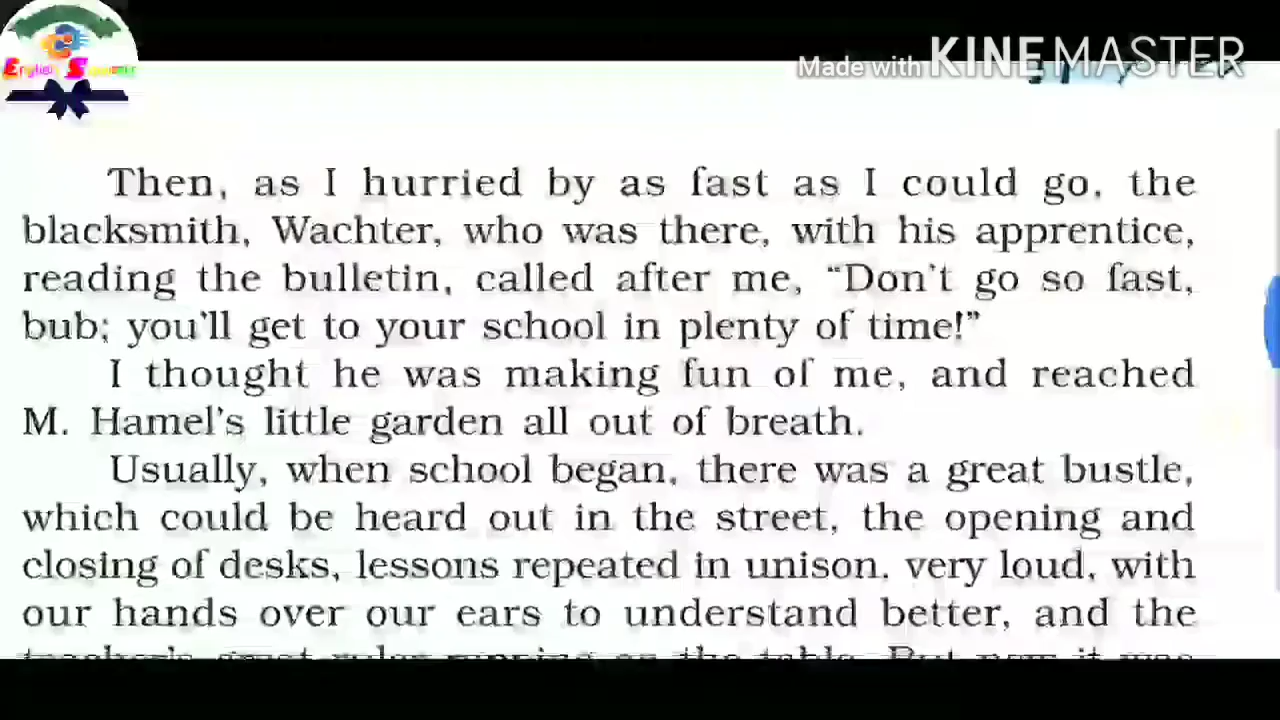 Made with KINEMASTER
English
Then, as I hurried by as fast as I could go, the
blacksmith, Wachter, who was there, with his apprentice,
reading the bulletin, called after me, “Don't go so fast,
bub; you'll get to your school in plenty of time!”
I thought he was making fun of me, and reached
M. Hamel's little garden all out of breath.
Usually, when school began, there was a great bustle,
which could be heard out in the street, the opening and
closing of desks, lessons repeated in unison, very loud, with
our hands over our ears to understand better, and the